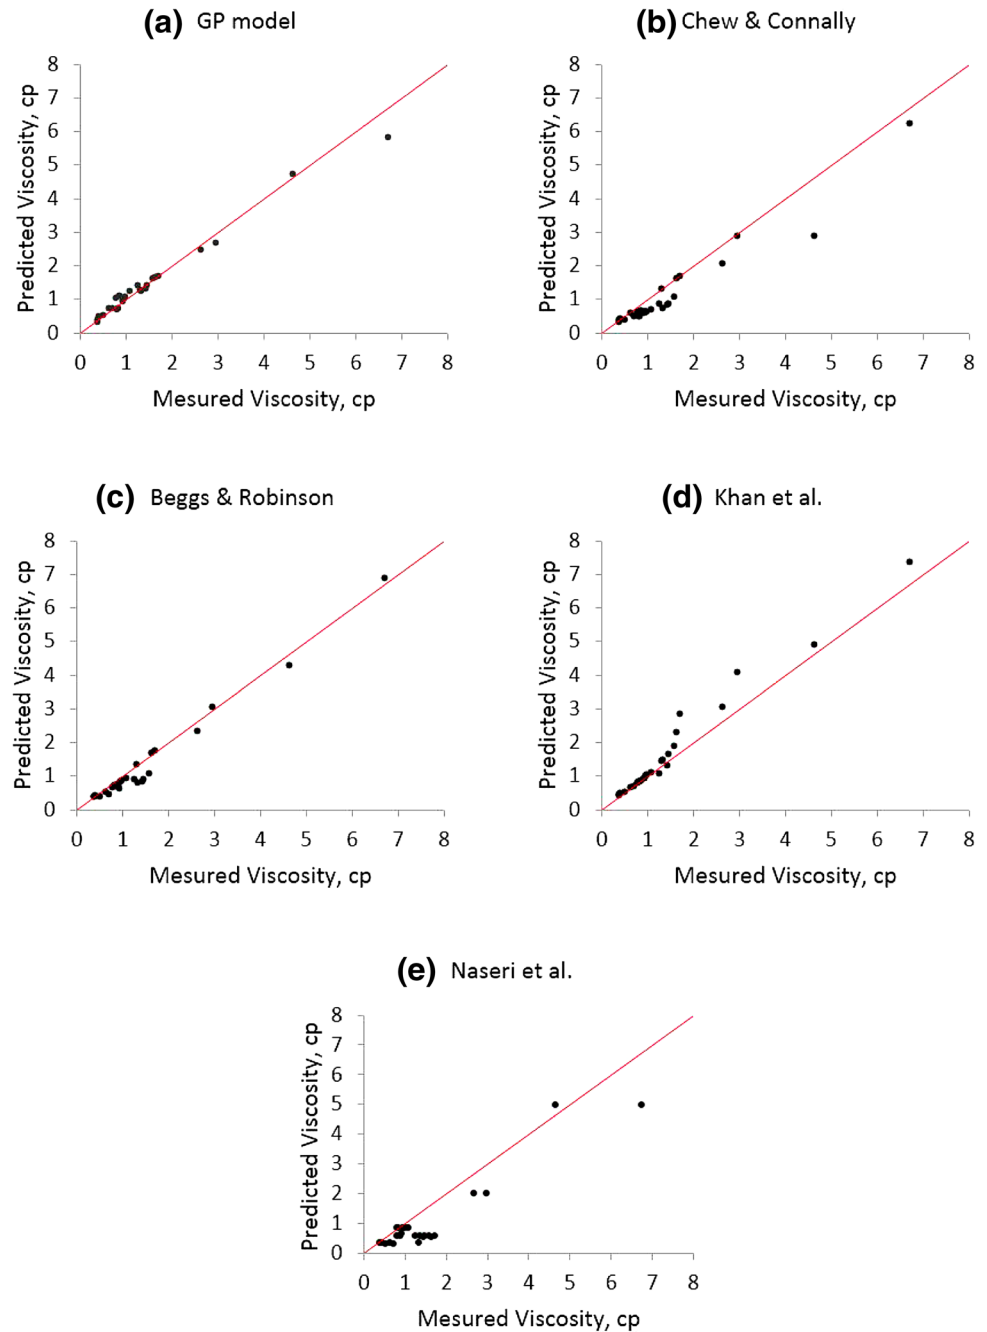 (a) GP model
8
7
6
5
4
3
2
1
0
Predicted Viscosity, cp
0 1 2 3 4 5 6 7 8
Mesured Viscosity, cp
(b) Chew & Connally
8
7
6
5
4
3
2
1
0
Predicted Viscosity, cp
0 1 2 3 4 5 6 7 8
Mesured Viscosity, cp
(c) Beggs & Robinson
8
7
6
5
4
3
2
1
0
Predicted Viscosity, cp
0 1 2 3 4 5 6 7 8
Mesured Viscosity, cp
(d) Khan et al.
8
7
6
5
4
3
2
1
0
Predicted Viscosity, cp
0 1 2 3 4 5 6 7 8
Mesured Viscosity, cp
(e) Naseri et al.
8
7
6
5
4
3
2
1
0
Predicted Viscosity, cp
0 1 2 3 4 5 6 7 8
Mesured Viscosity, cp